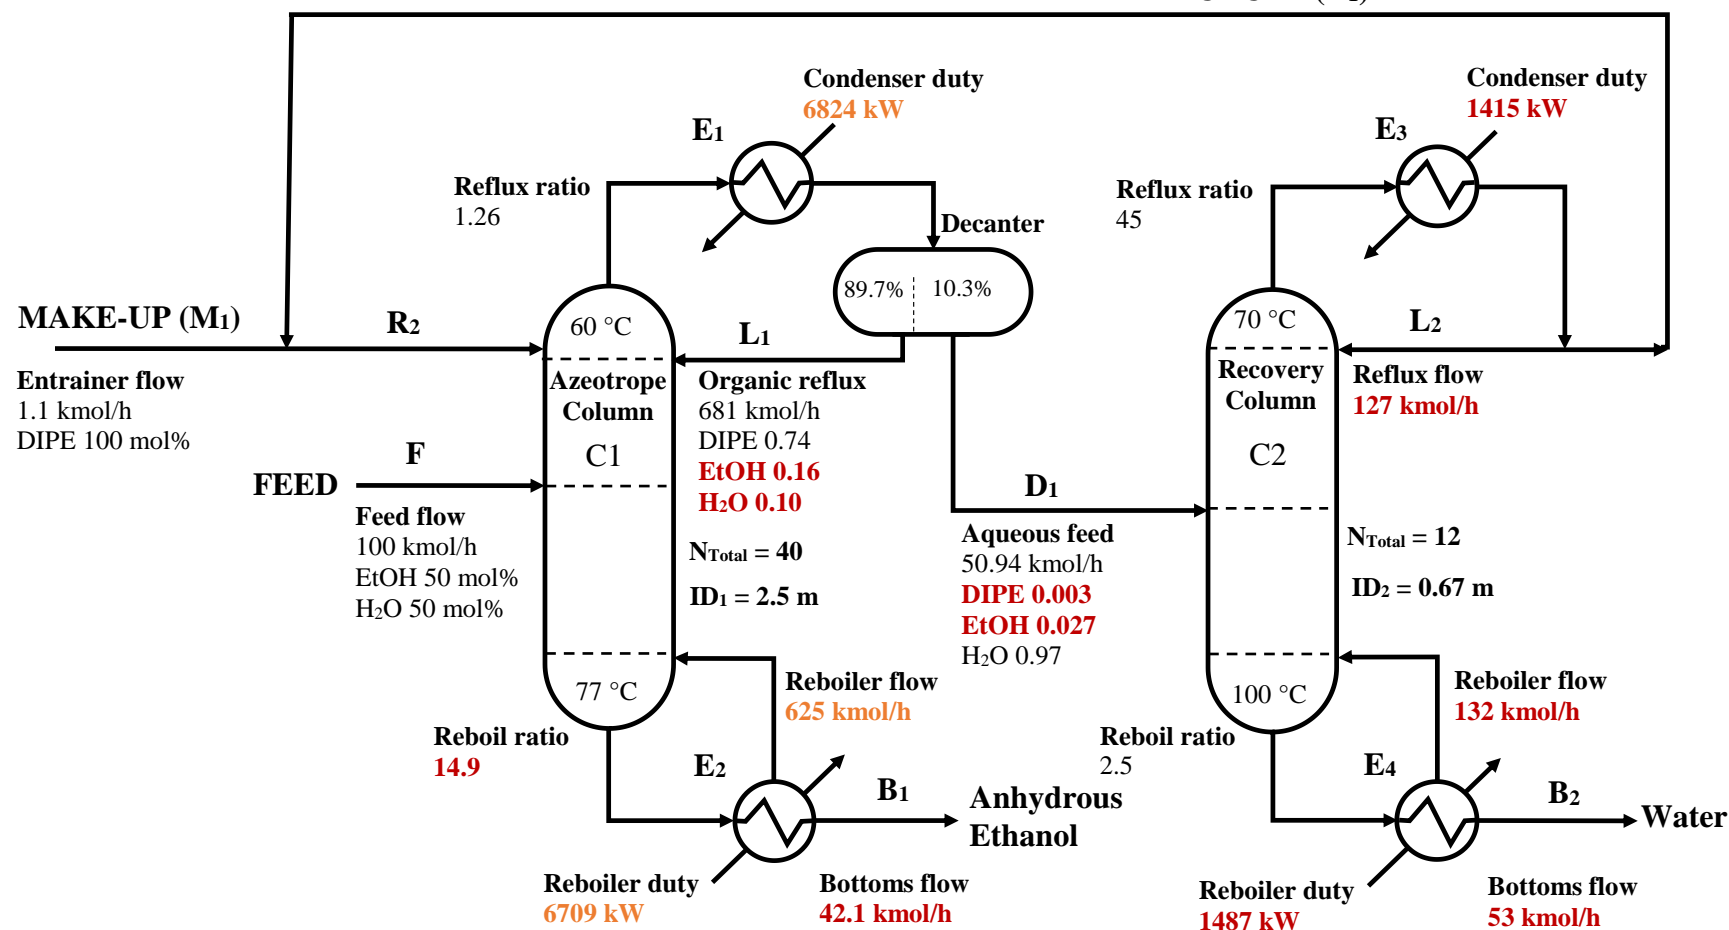 Condenser duty
6824 kW
E1
Reflux ratio
1.26
Decanter
89.7%
10.3%
60 °C
MAKE-UP (M1)
R2
L1
Entrainer flow
1.1 kmol/h
DIPE 100 mol%
Azeotrope
Column
C1
Organic reflux
681 kmol/h
DIPE 0.74
EtOH 0.16
H2O 0.10
F
FEED
Feed flow
100 kmol/h
EtOH 50 mol%
H2O 50 mol%
NTotal = 40
ID1 = 2.5 m
77 °C
Reboil ratio
14.9
Reboiler flow
625 kmol/h
E2
B1
Anhydrous
Ethanol
Reboiler duty
6709 kW
Bottoms flow
42.1 kmol/h
Condenser duty
1415 kW
E3
Reflux ratio
45
70 °C
L2
Recovery
Column
C2
Reflux flow
127 kmol/h
D1
Aqueous feed
50.94 kmol/h
DIPE 0.003
EtOH 0.027
H2O 0.97
NTotal = 12
ID2 = 0.67 m
100 °C
Reboil ratio
2.5
Reboiler flow
132 kmol/h
E4
B2
Water
Reboiler duty
1487 kW
Bottoms flow
53 kmol/h